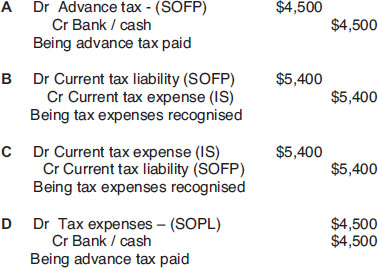 A Dr Advance tax - (SOFP) $4,500
Cr Bank / cash $4,500
Being advance tax paid
B Dr Current tax liability (SOFP) $5,400
Cr Current tax expense (IS) $5,400
Being tax expenses recognised
C Dr Current tax expense (IS) $5,400
Cr Current tax liability (SOFP) $5,400
Being tax expenses recognised
D Dr Tax expenses – (SOPL) $4,500
Cr Bank / cash $4,500
Being advance tax paid